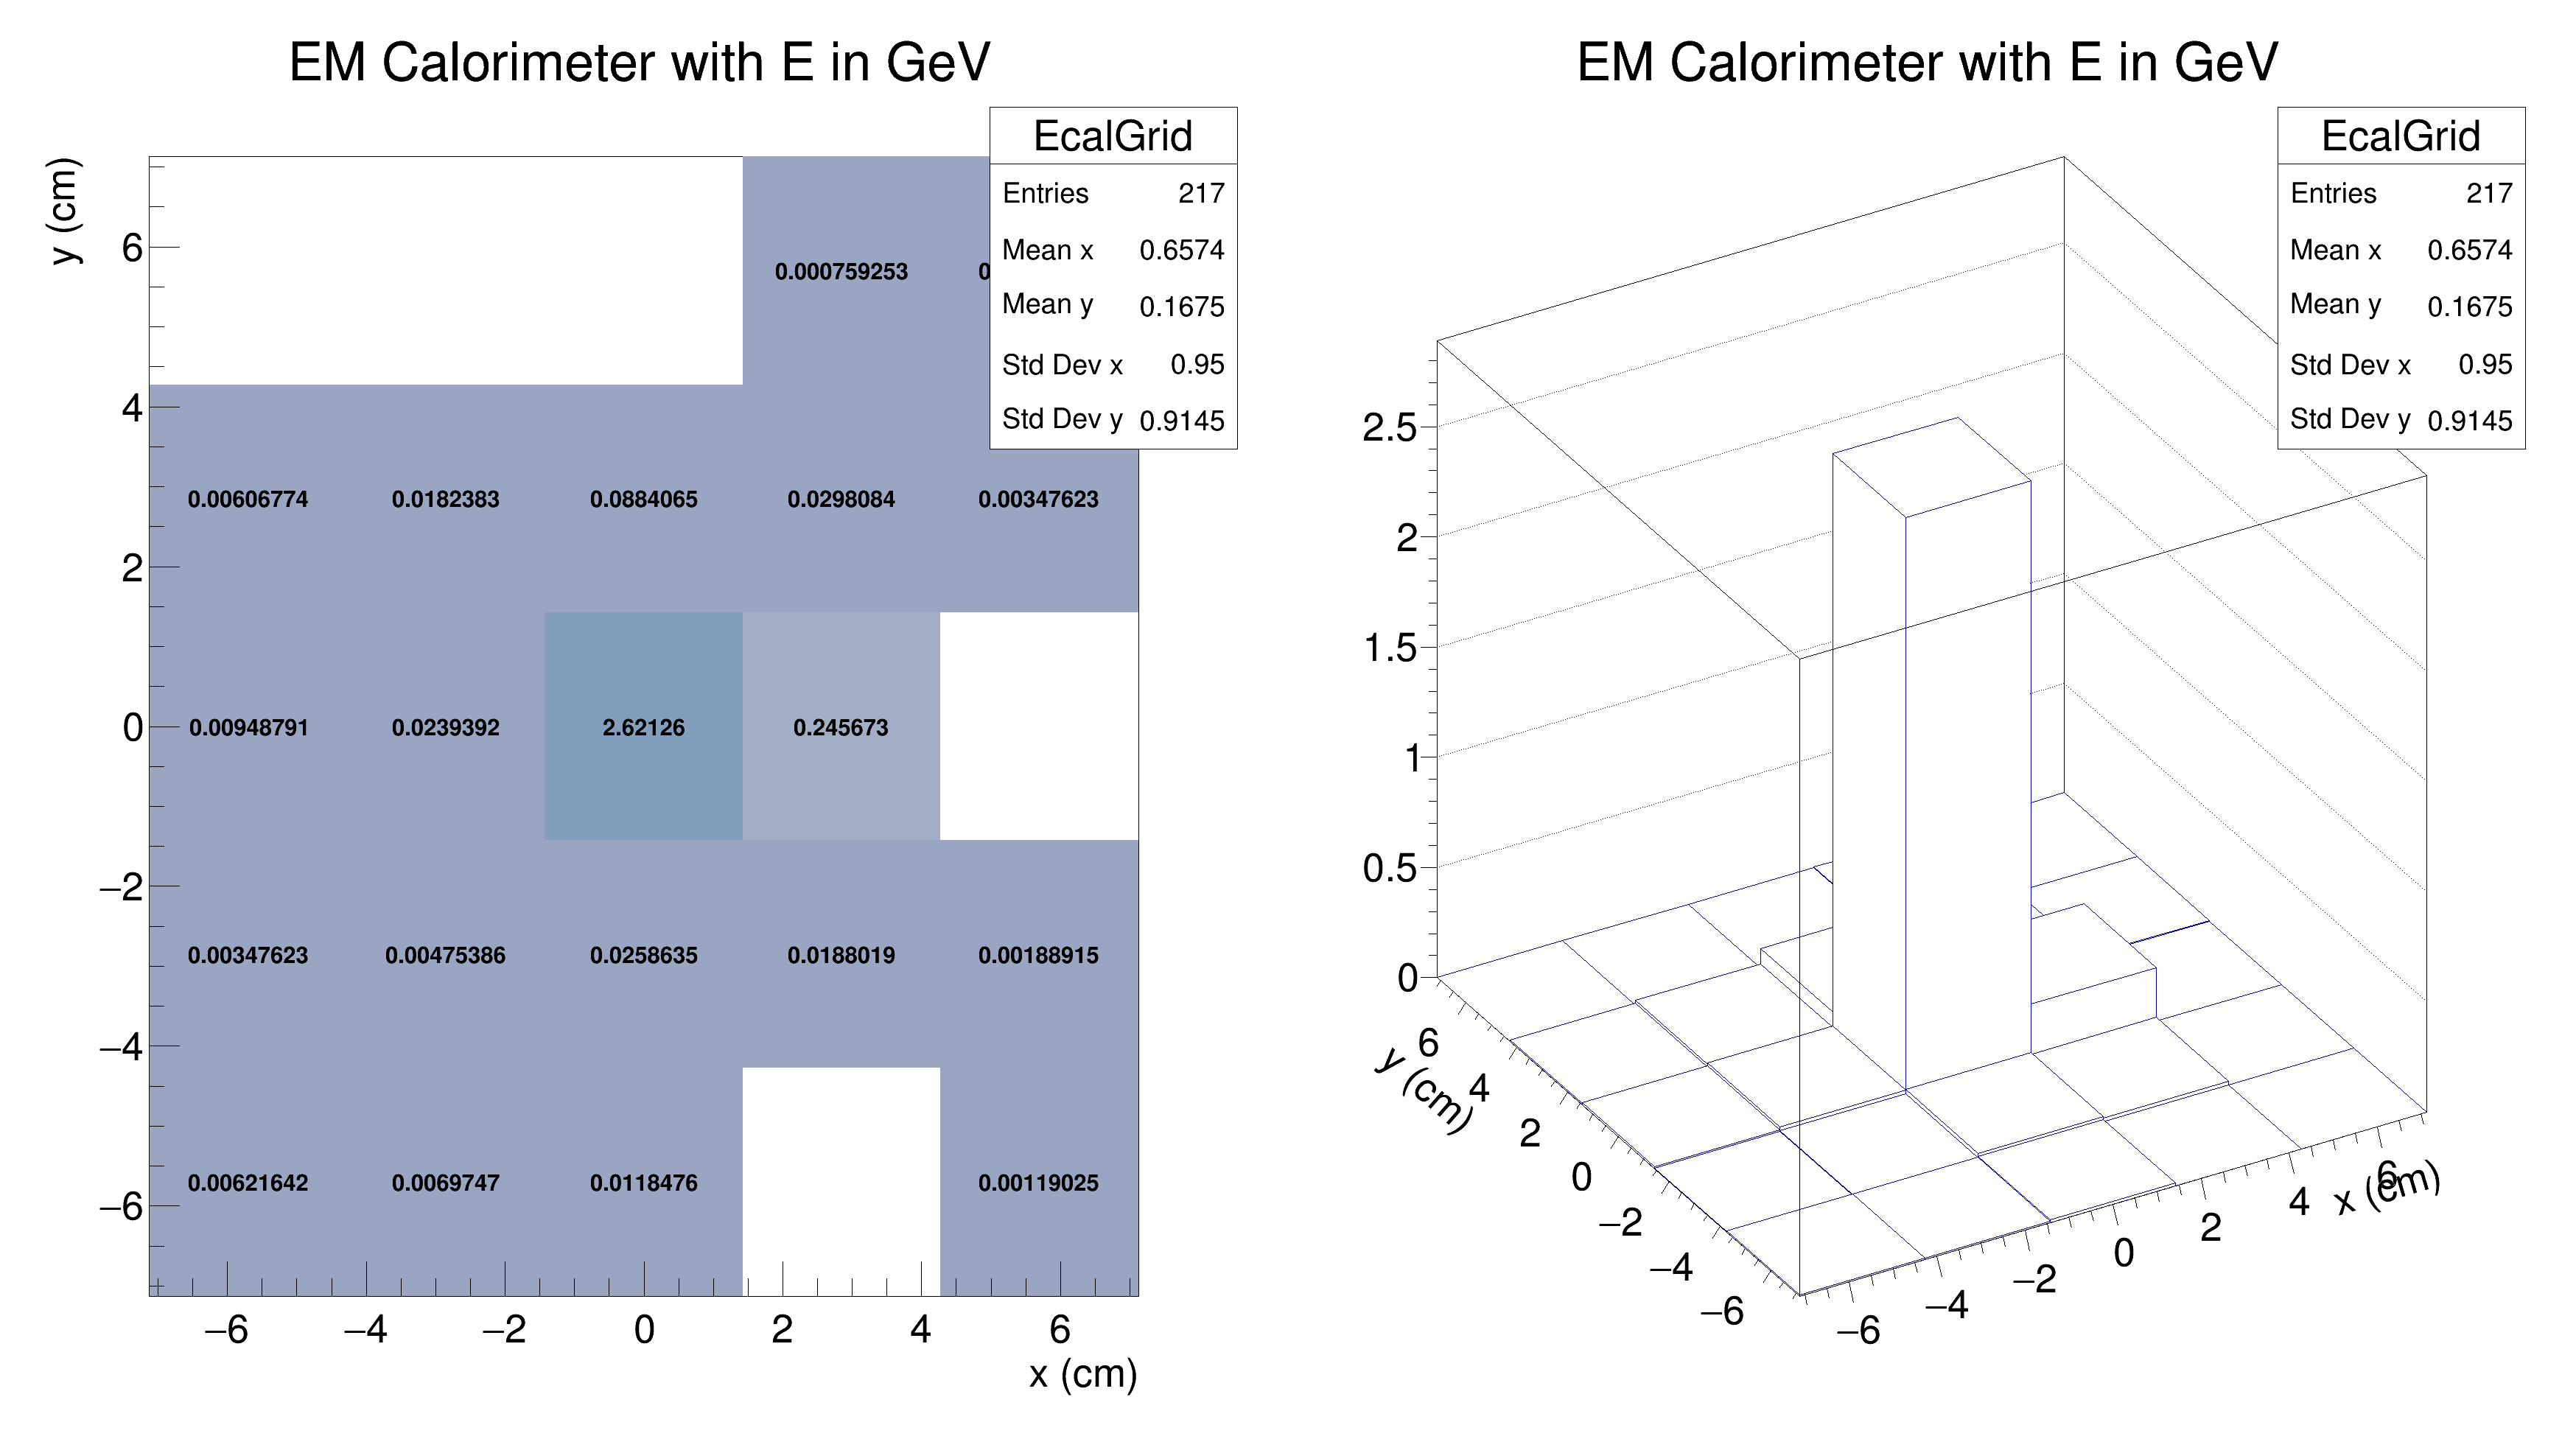 EM Calorimeter with E in GeV
EcalGrid
Entries 217
Mean x 0.6574
Mean y 0.1675
Std Dev x 0.95
Std Dev y 0.9145
y (cm)
6
4
2
0
−2
−4
−6
0.000759253
0.00606774 0.0182383 0.0884065 0.0298084 0.00347623
0.00948791 0.0239392 2.62126 0.245673
0.00347623 0.00475386 0.0258635 0.0188019 0.00188915
0.00621642 0.0069747 0.0118476 0.00119025
−6 −4 −2 0 2 4 6
x (cm)
EM Calorimeter with E in GeV
EcalGrid
Entries 217
Mean x 0.6574
Mean y 0.1675
Std Dev x 0.95
Std Dev y 0.9145
2.5
2
1.5
1
0.5
0
6
4
2
0
−2
−4
−6
y (cm)
−6
−4
−2
0
2
4
6
x (cm)